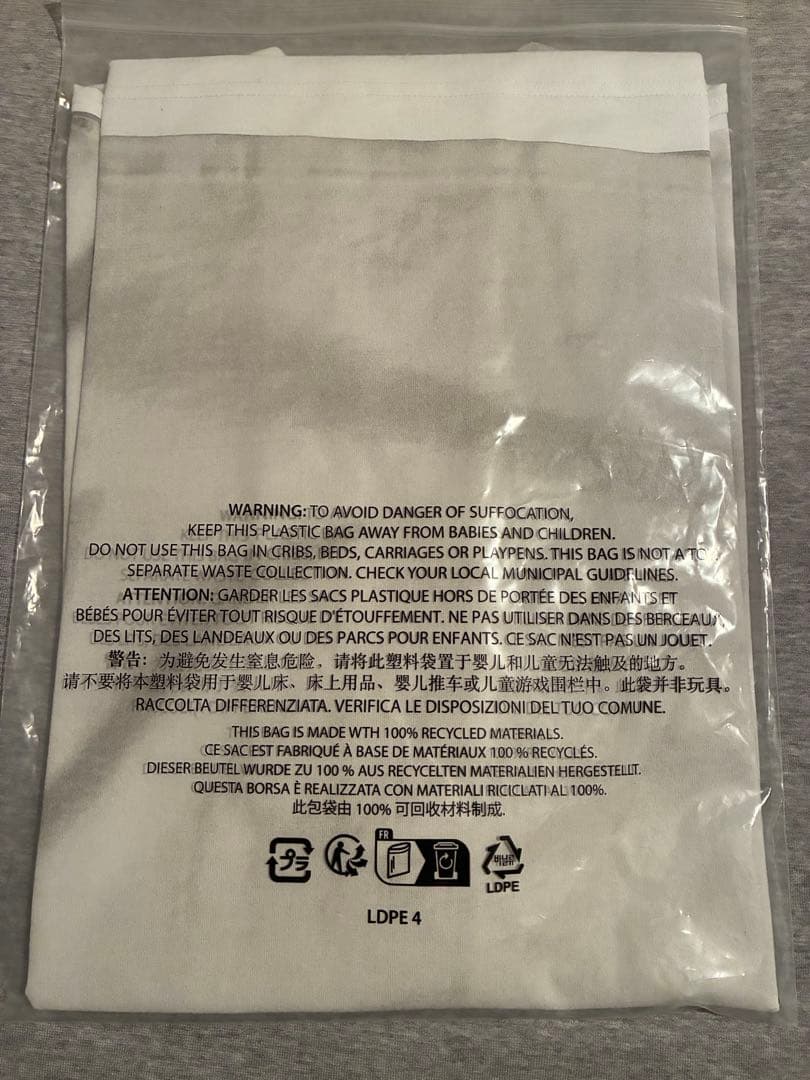 WARNING: TO AVOID DANGER OF SUFFOCATION,
KEEP THIS PLASTIC BAG AWAY FROM BABIES AND CHILDREN.
DO NOT USE THIS BAG IN CRIBS, BEDS, CARRIAGES OR PLAYPENS. THIS BAG IS NOT A
SEPARATE WASTE COLLECTION. CHECK YOUR LOCAL MUNICIPAL GUIDELINES.
ATTENTION: GARDER LES SACS PLASTIQUE HORS DE PORTÉE DES ENFANTS ET
BÉBÉS POUR ÉVITER TOUT RISQUE D'ÉTOUFFEMENT. NE PAS UTILISER DANS DES BERCEAUX,
DES LITS, DES LANDEAUX OU DES PARCS POUR ENFANTS. CE SAC N'EST PAS UN JOUET.
警告: 为避免发生窒息危险，请将此塑料袋置于婴儿和儿童无法触及的地方。
请不要将本塑料袋用于婴儿床、床上用品、婴儿推车或儿童游戏围栏中。此袋并非玩具。
RACCOLTA DIFFERENZIATA. VERIFICA LE DISPOSIZIONI DEL TUO COMUNE.
THIS BAG IS MADE WTH 100% RECYCLED MATERIALS.
CE SAC EST FABRIQUÉ À BASE DE MATÉRIAUX 100 % RECYCLÉS.
DIESER BEUTEL WURDE ZU 100 % AUS RECYCELTEN MATERIALIEN HERGESTELLT.
QUESTA BORSA È REALIZZATA CON MATERIALI RICICLATI AL 100%.
此包袋由 100% 可回收材料制成.
プラ
FR
비닐류
LDPE
LDPE 4